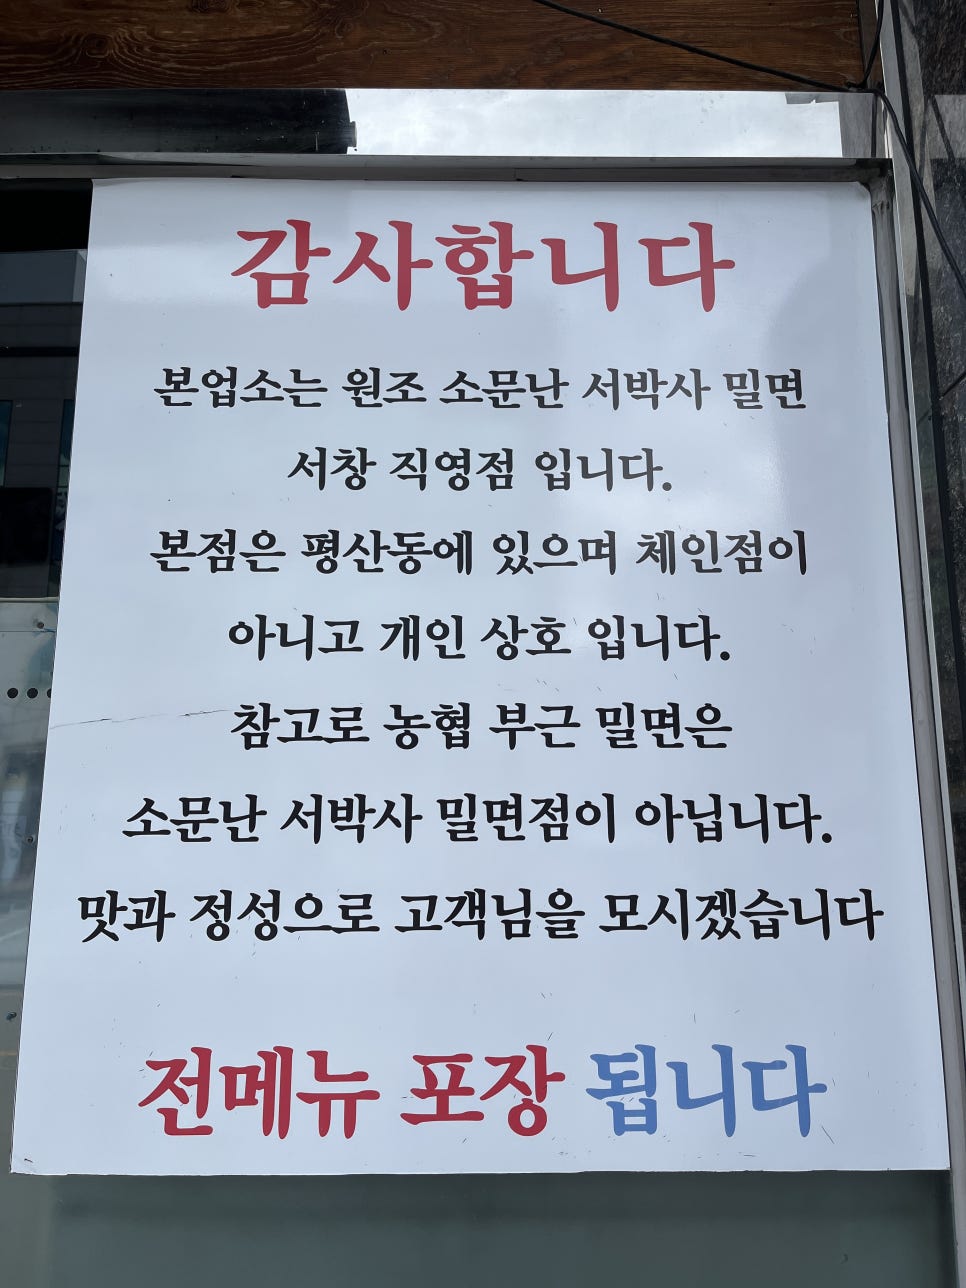 감사합니다
본업소는 원조 소문난 서박사 밀면
서창 직영점 입니다.
본점은 평산동에 있으며 체인점이
아니고 개인 상호 입니다.
참고로 농협 부근 밀면은
소문난 서박사 밀면점이 아닙니다.
맛과 정성으로 고객님을 모시겠습니다
전메뉴 포장 됩니다